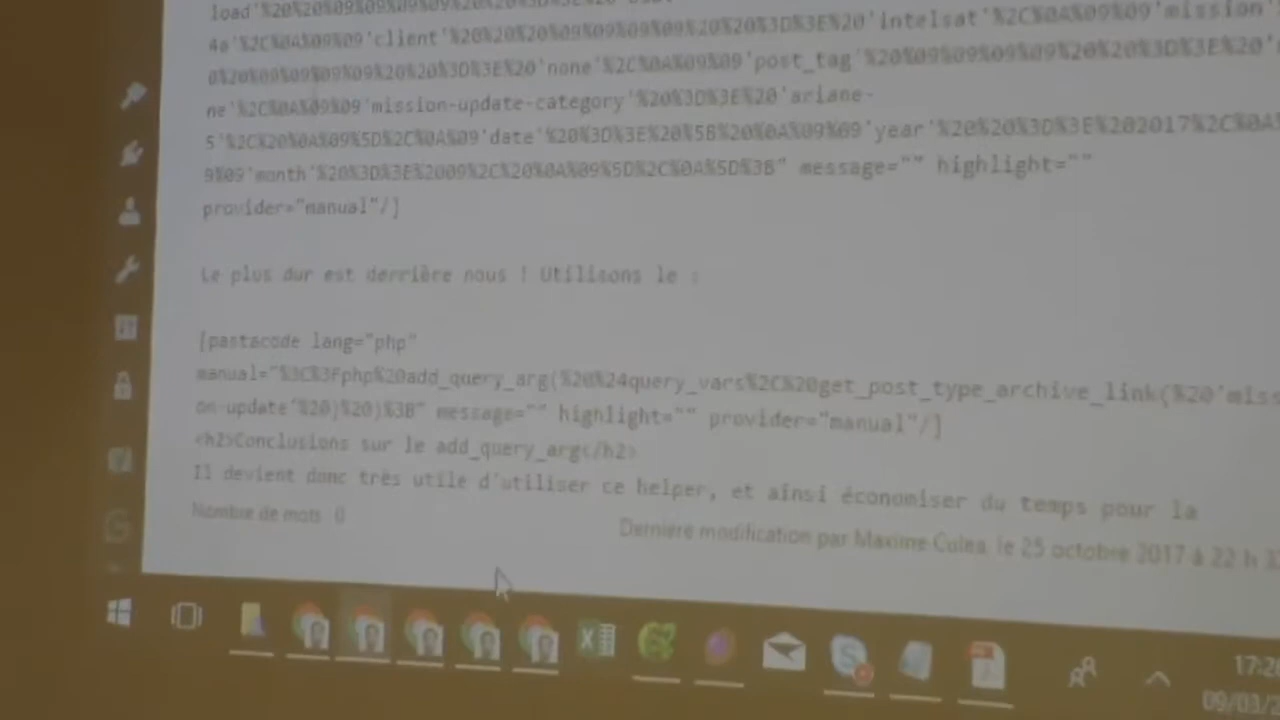 load'%20%20%09%09%09%09%20%20%3D%3E%20
4a'%2C%0A%09%09'client'%20%20%20%09%09%09%09%20%20%3D%3E%20'intelsat'%2C%0A%09%09'mission'
0%20%09%09%09%09%20%20%3D%3E%20'none'%2C%0A%09%09'post_tag'%20%09%09%09%09%20%20%3D%3E%20'
ne'%2C%0A%09%09'mission-update-category'%20%3D%3E%20'ariane-
5'%2C%20%0A%09%5D%2C%0A%09'date'%20%3D%3E%20%5B%20%0A%09%09'year'%20%20%3D%3E%202017%2C%0A%
9%09'month'%20%3D%3E%2009%2C%20%0A%09%5D%2C%0A%5D%3B" message="" highlight=""
provider="manual"/]
Le plus dur est derrière nous ! Utilisons le :
[pastacode lang="php"
manual="%3C%3Fphp%20add_query_arg(%20%24query_vars%2C%20get_post_type_archive_link(%20'miss
on-update'%20)%20)%3B" message="" highlight="" provider="manual"/]
<h2>Conclusions sur le add_query_arg</h2>
Il devient donc très utile d'utiliser ce helper, et ainsi économiser du temps pour la
Nombre de mots : 0
Dernière modification par Maxime Culea, le 25 octobre 2017 à 22 h
17:2
09/03/2